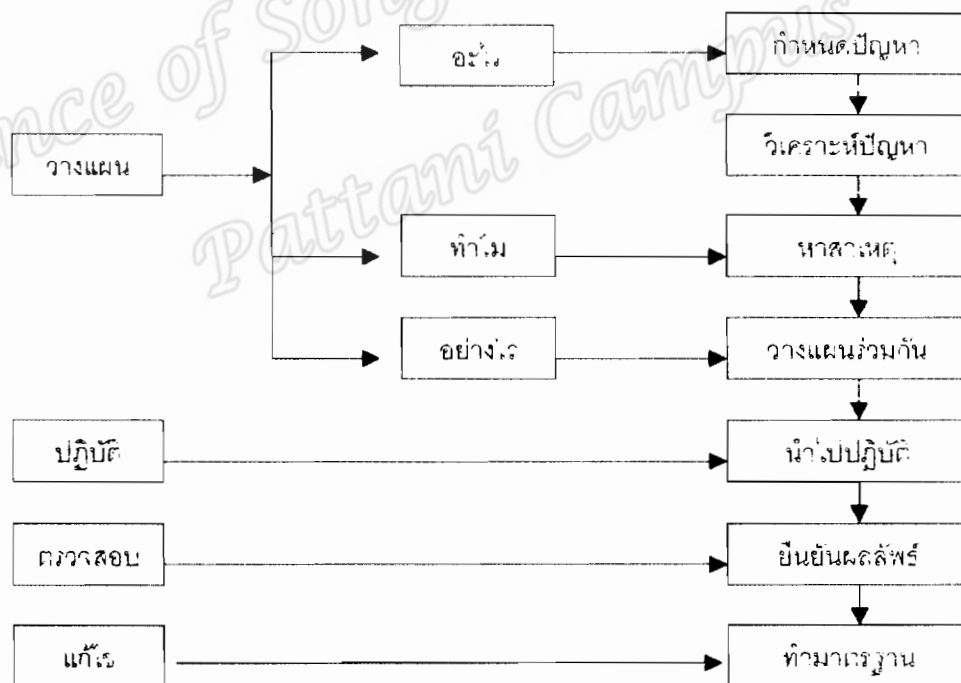 อะไร
กำหนดปัญหา
วางแผน
วิเคราะห์ปัญหา
ทำไม
หาสาเหตุ
อย่างไร
วางแผนร่วมกัน
ปฏิบัติ
นำไปปฏิบัติ
ตรวจสอบ
ยืนยันผลลัพธ์
แก้ไข
ทำมาตรฐาน
ence of Song
Pattani Campus